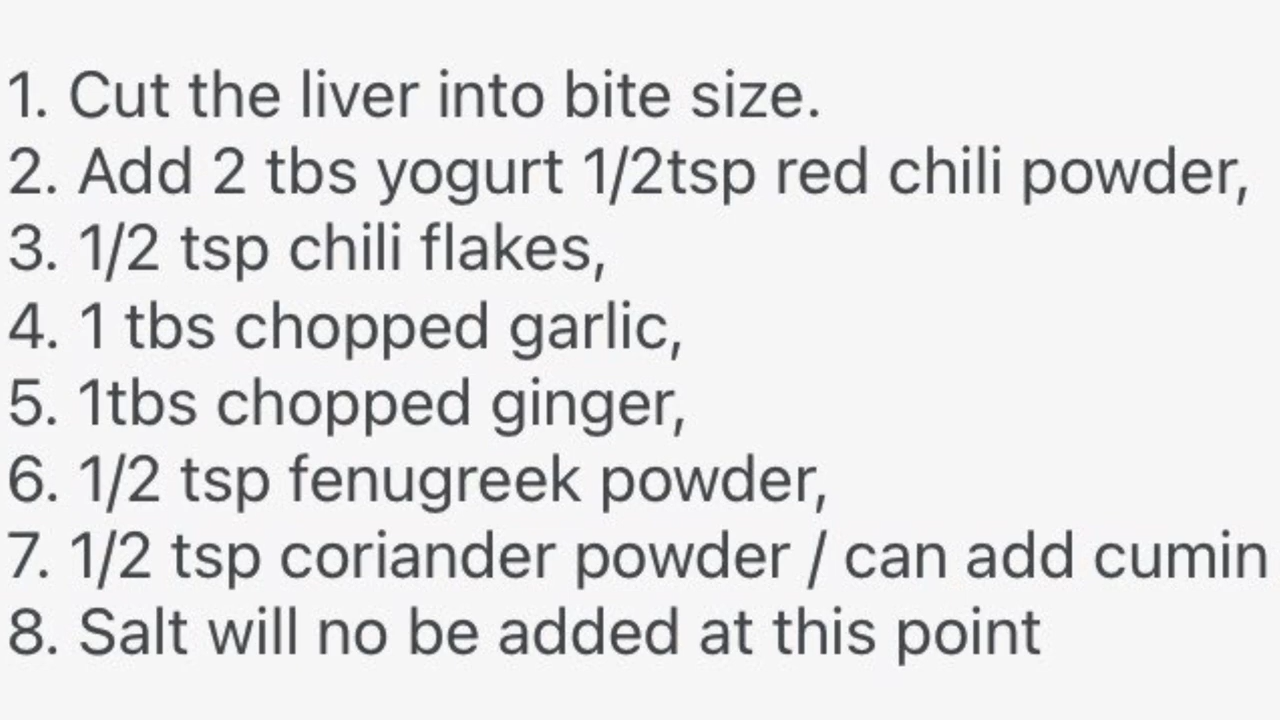 1. Cut the liver into bite size.
2. Add 2 tbs yogurt 1/2tsp red chili powder,
3. 1/2 tsp chili flakes,
4. 1 tbs chopped garlic,
5. 1tbs chopped ginger,
6. 1/2 tsp fenugreek powder,
7. 1/2 tsp coriander powder / can add cumin
8. Salt will no be added at this point